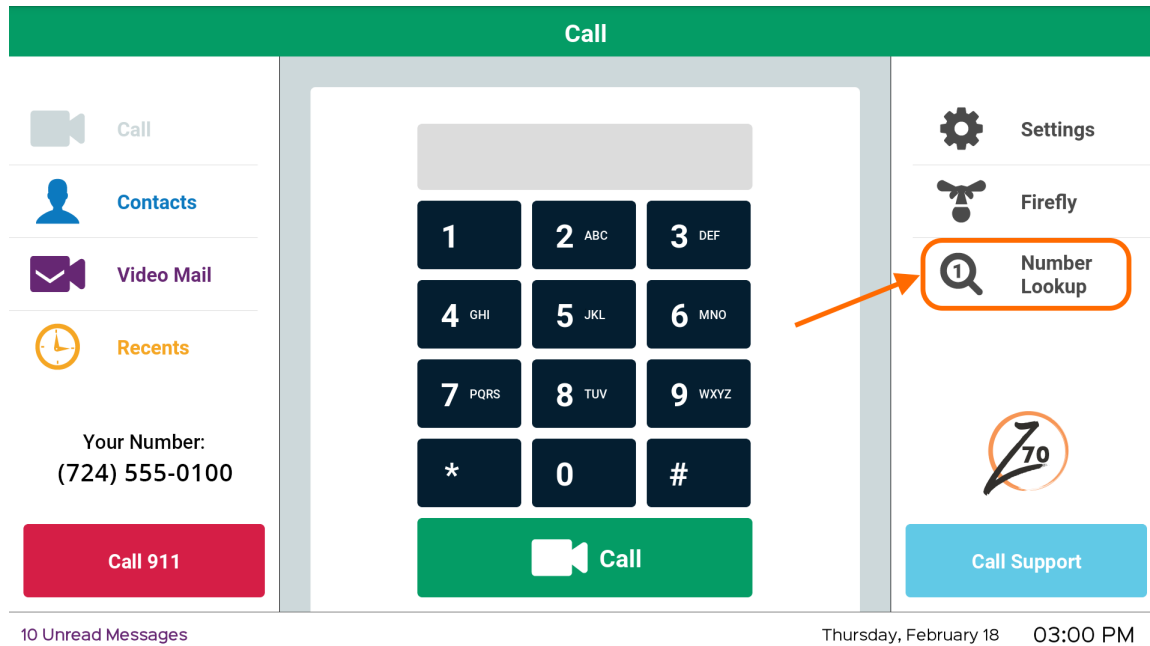 Call
Call
Contacts
Video Mail
Recents
Your Number:
(724) 555-0100
Call 911
1
2 ABC
3 DEF
4 GHI
5 JKL
6 MNO
7 PQRS
8 TUV
9 WXYZ
*
0
#
Call
Settings
Firefly
1
Number
Lookup
Z70
Call Support
10 Unread Messages
Thursday, February 18
03:00 PM